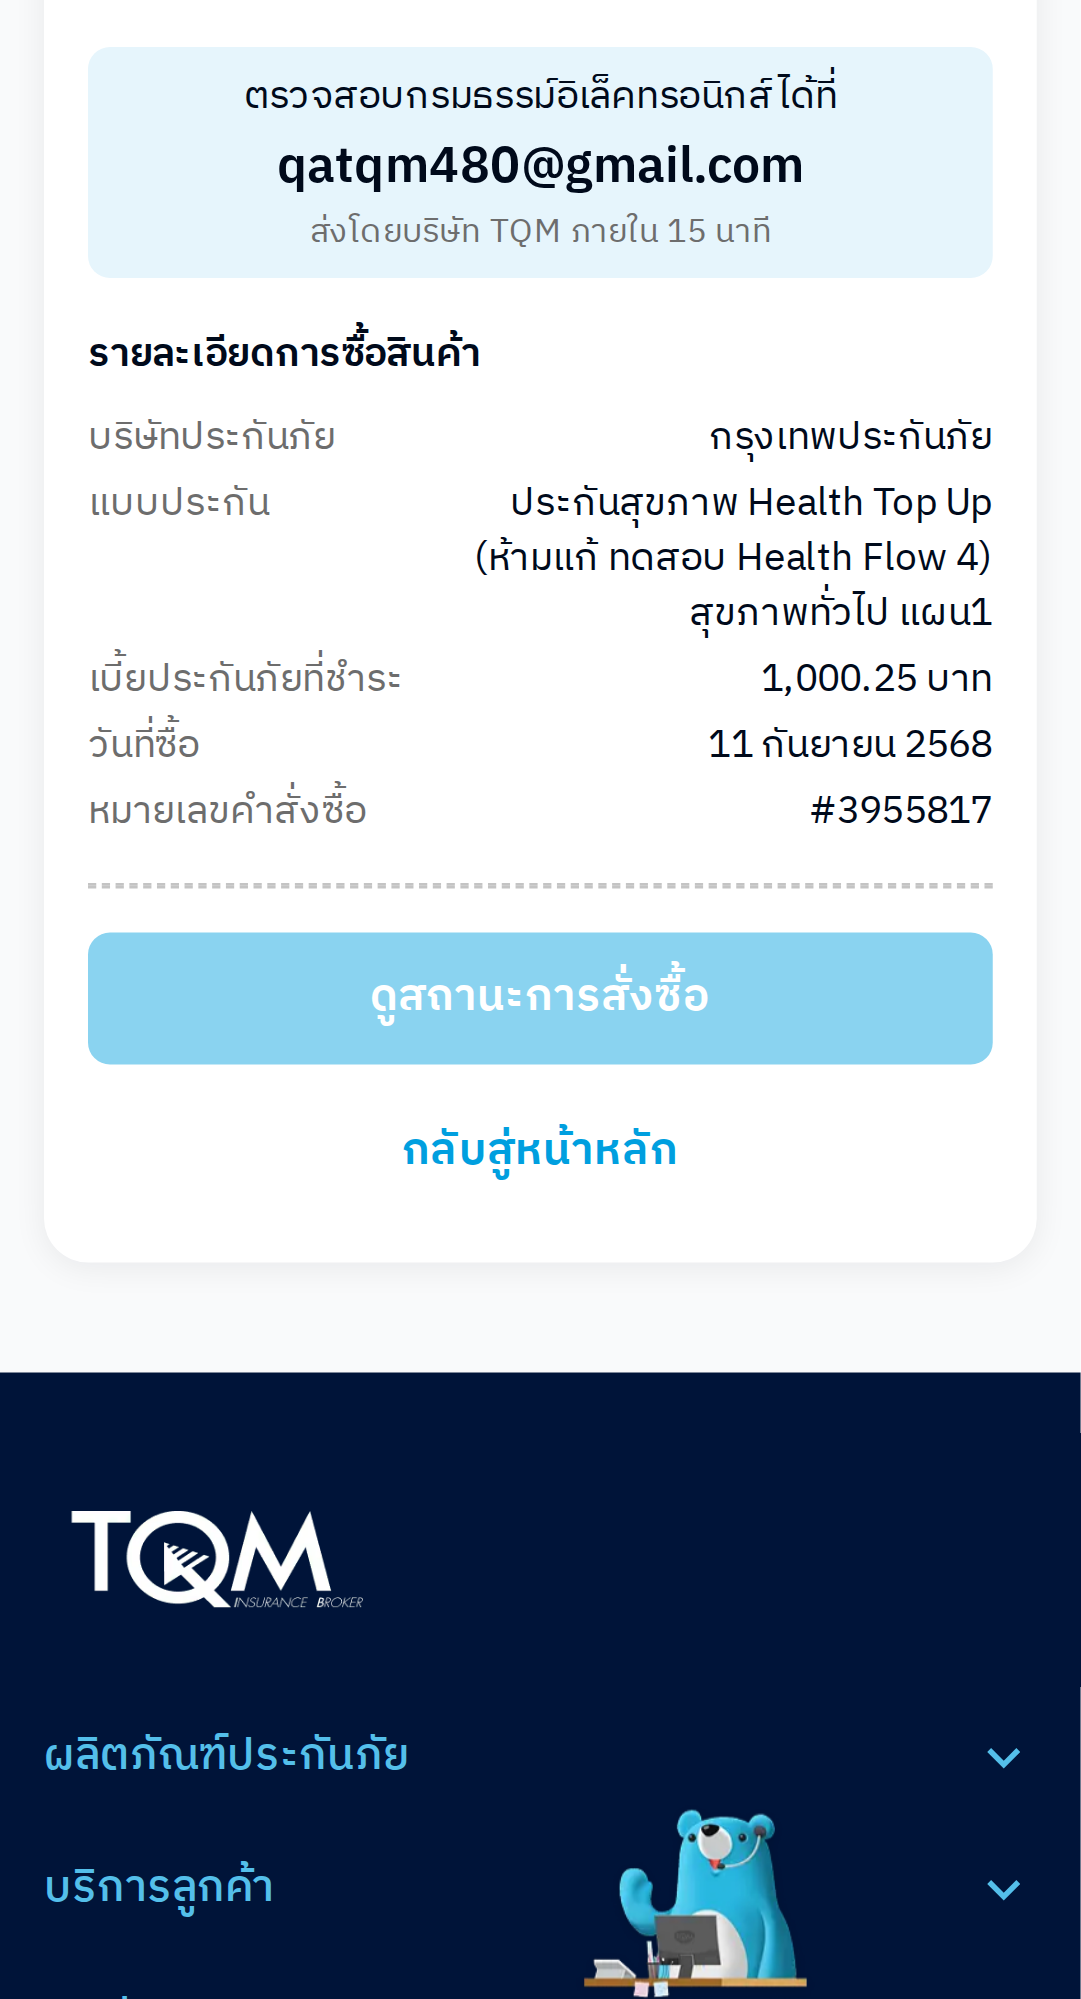 ตรวจสอบกรมธรรม์อิเล็คทรอนิกส์ ได้ที่
qatqm480@gmail.com
ส่งโดยบริษัท TQM ภายใน 15 นาที
รายละเอียดการซื้อสินค้า
บริษัทประกันภัย กรุงเทพประกันภัย
แบบประกัน ประกันสุขภาพ Health Top Up
(ห้ามแก้ ทดสอบ Health Flow 4)
สุขภาพทั่วไป แผน1
เบี้ยประกันภัยที่ชำระ 1,000.25 บาท
วันที่ซื้อ 11 กันยายน 2568
หมายเลขคำสั่งซื้อ #3955817
ดูสถานะการสั่งซื้อ
กลับสู่หน้าหลัก
TQM
INSURANCE BROKER
ผลิตภัณฑ์ประกันภัย
บริการลูกค้า